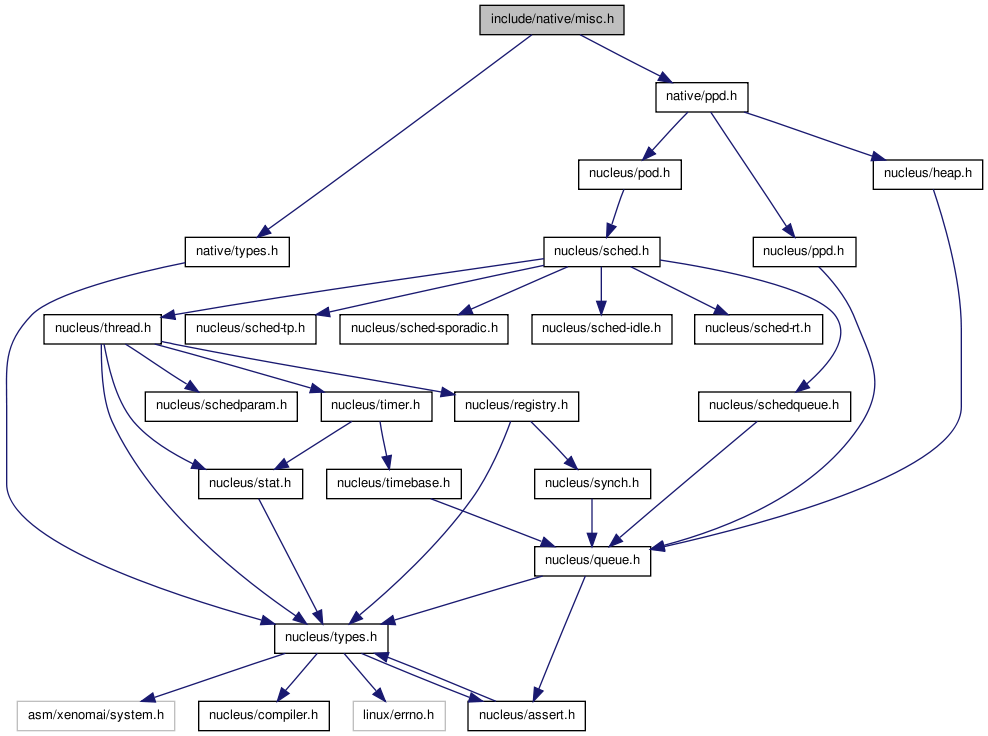 include/native/misc.h
native/ppd.h
nucleus/pod.h
nucleus/heap.h
native/types.h
nucleus/sched.h
nucleus/ppd.h
nucleus/thread.h
nucleus/sched-tp.h
nucleus/sched-sporadic.h
nucleus/sched-idle.h
nucleus/sched-rt.h
nucleus/schedparam.h
nucleus/timer.h
nucleus/registry.h
nucleus/schedqueue.h
nucleus/stat.h
nucleus/timebase.h
nucleus/synch.h
nucleus/queue.h
nucleus/types.h
asm/xenomai/system.h
nucleus/compiler.h
linux/errno.h
nucleus/assert.h